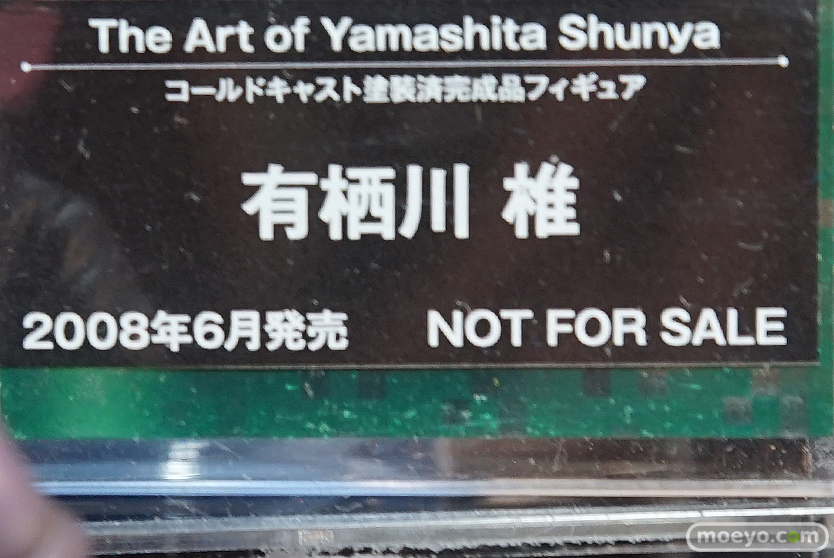 The Art of Yamashita Shunya
コールドキャスト塗装済完成品フィギュア
有栖川 椎
2008年6月発売 NOT FOR SALE
moeyo.com